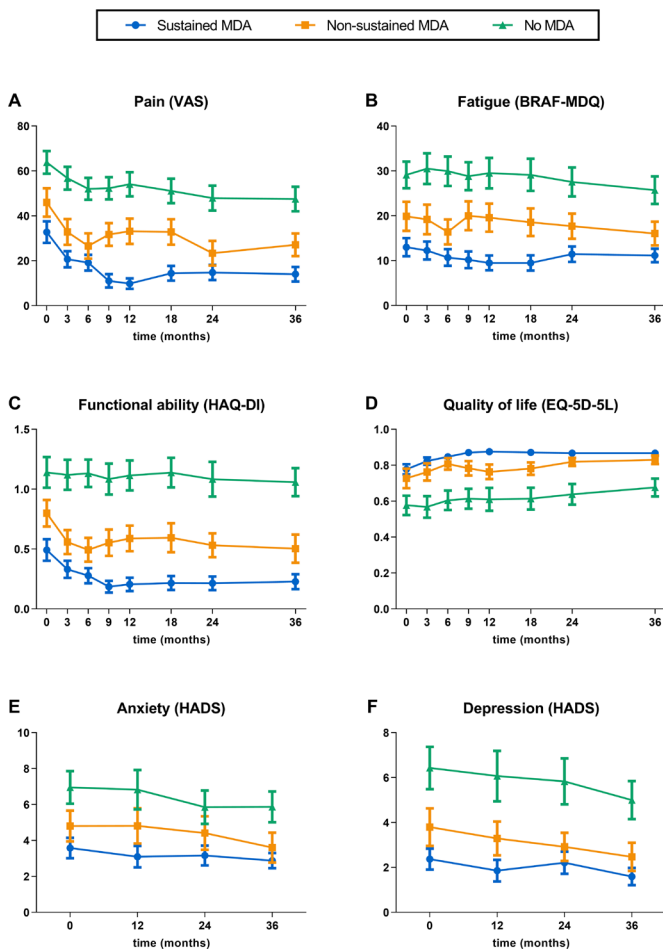 Sustained MDA Non-sustained MDA No MDA
A Pain (VAS)
80
60
40
20
0
0 3 6 9 12 18 24 36
time (months)
B Fatigue (BRAF-MDQ)
40
30
20
10
0
0 3 6 9 12 18 24 36
time (months)
C Functional ability (HAQ-DI)
1.5
1.0
0.5
0.0
0 3 6 9 12 18 24 36
time (months)
D Quality of life (EQ-5D-5L)
1.0
0.8
0.6
0.4
0.2
0.0
0 3 6 9 12 18 24 36
time (months)
E Anxiety (HADS)
10
8
6
4
2
0
0 12 24 36
time (months)
F Depression (HADS)
8
6
4
2
0
0 12 24 36
time (months)